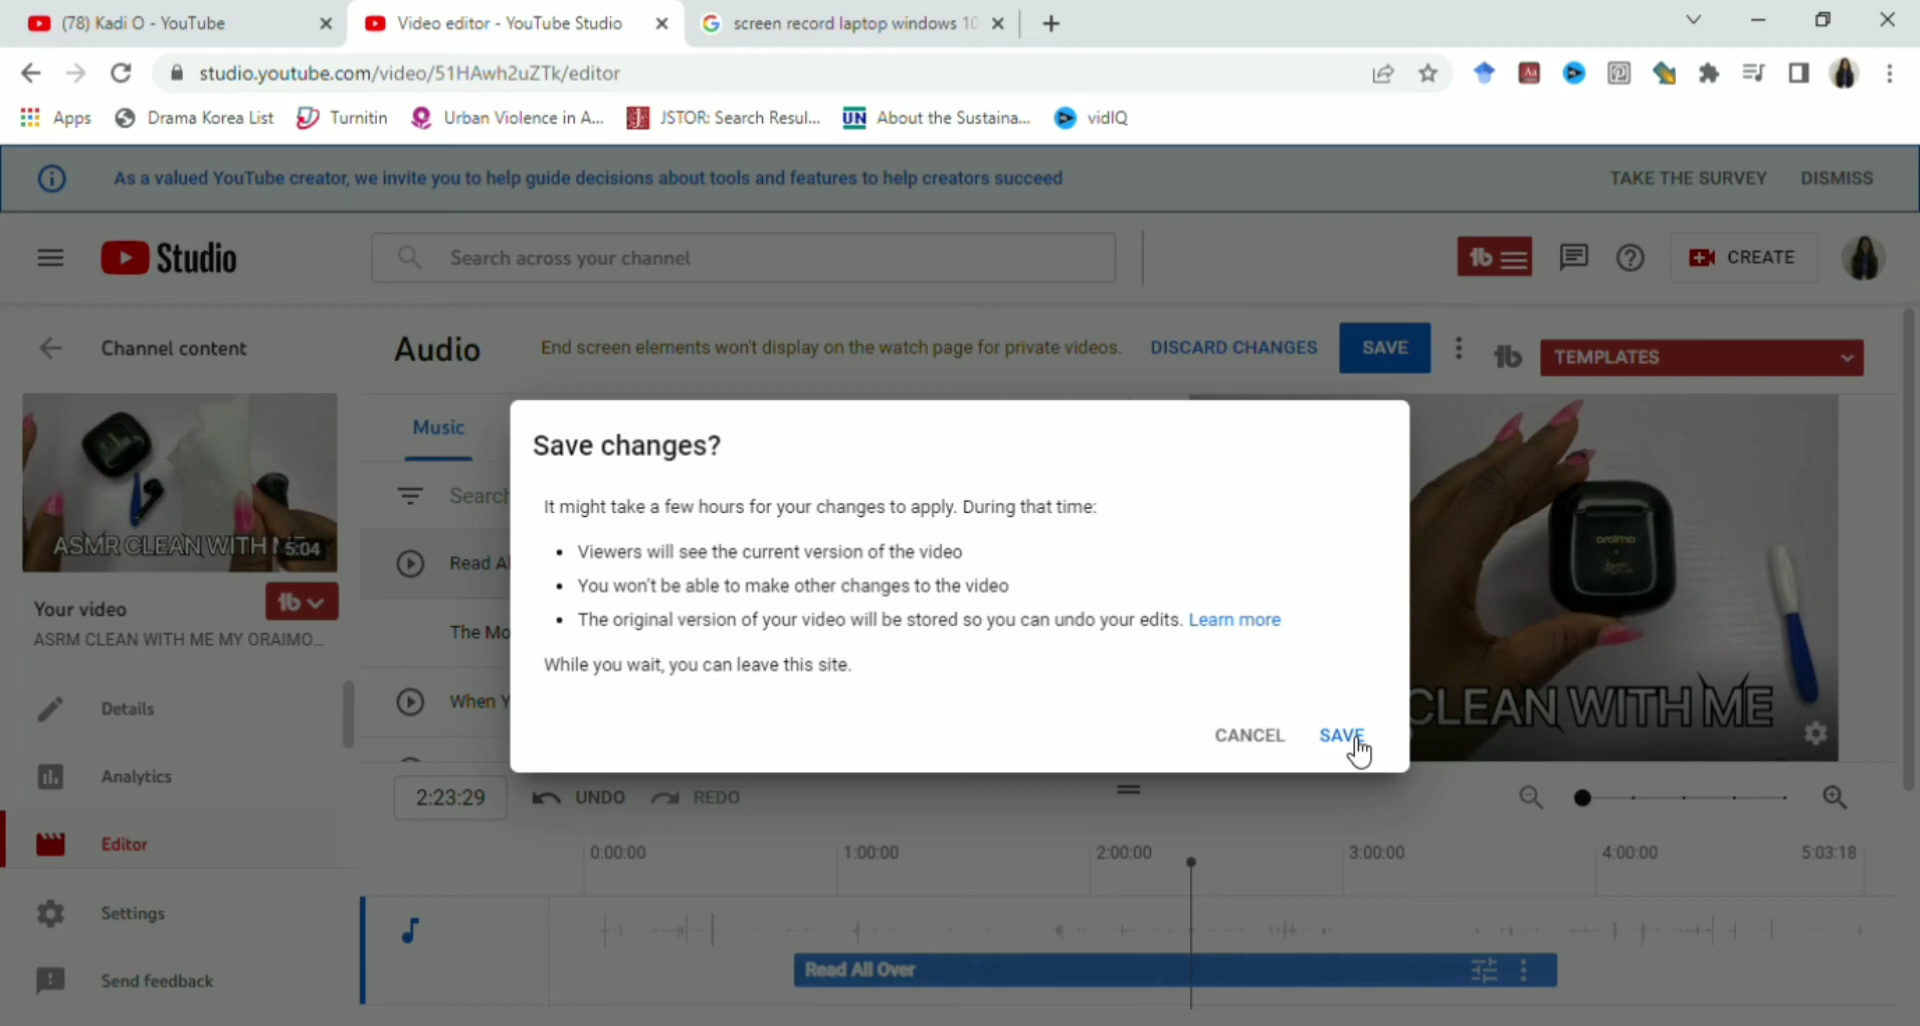 (78) Kadi O - YouTube
Video editor - YouTube Studio
screen record laptop windows 10
studio.youtube.com/video/51HAwh2uZTk/editor
Apps
Drama Korea List
Turnitin
Urban Violence in A...
JSTOR: Search Resul...
UN About the Sustaina...
vidIQ
As a valued YouTube creator, we invite you to help guide decisions about tools and features to help creators succeed
TAKE THE SURVEY
DISMISS
Studio
Search across your channel
CREATE
Channel content
Audio
End screen elements won't display on the watch page for private videos.
DISCARD CHANGES
SAVE
TEMPLATES
Music
Search
Read Al
The Mo
When Y
ASMR CLEAN WITH ME
5:04
Your video
ASRM CLEAN WITH ME MY ORAIMO...
Details
Analytics
Editor
Settings
Send feedback
Save changes?
It might take a few hours for your changes to apply. During that time:
• Viewers will see the current version of the video
• You won't be able to make other changes to the video
• The original version of your video will be stored so you can undo your edits. Learn more
While you wait, you can leave this site.
CANCEL
SAVE
oraimo
CLEAN WITH ME
2:23:29
UNDO
REDO
0:00:00
1:00:00
2:00:00
3:00:00
4:00:00
5:03:18
Read All Over